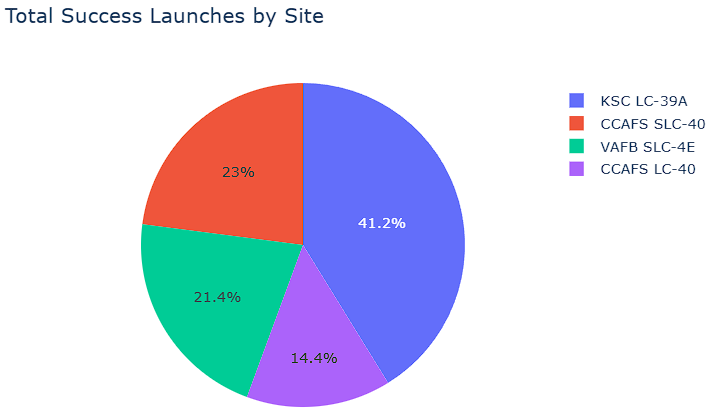 Total Success Launches by Site
KSC LC-39A
CCAFS SLC-40
VAFB SLC-4E
CCAFS LC-40
23%
41.2%
21.4%
14.4%